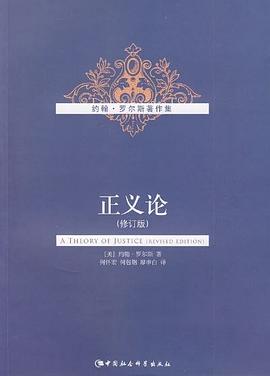 约翰·罗尔斯著作集
正义论
(修订版)
A THEORY OF JUSTICE (REVISED EDITION)
[美] 约翰·罗尔斯 著
何怀宏 何包钢 廖申白 译
中国社会科学出版社